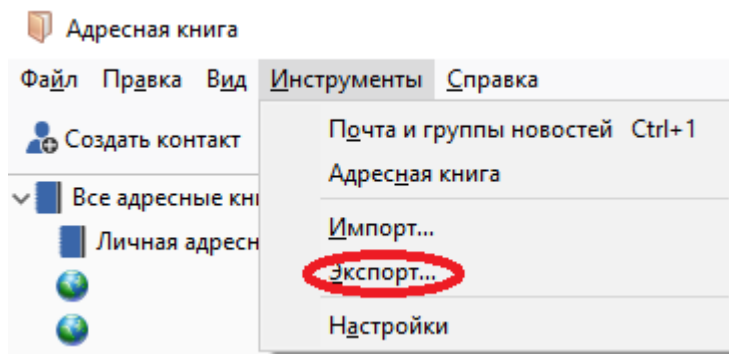 Адресная книга
Файл Правка Вид Инструменты Справка
Создать контакт
Почта и группы новостей Ctrl+1
Адресная книга
Все адресные кни
Импорт...
Личная адресн
Экспорт...
Настройки